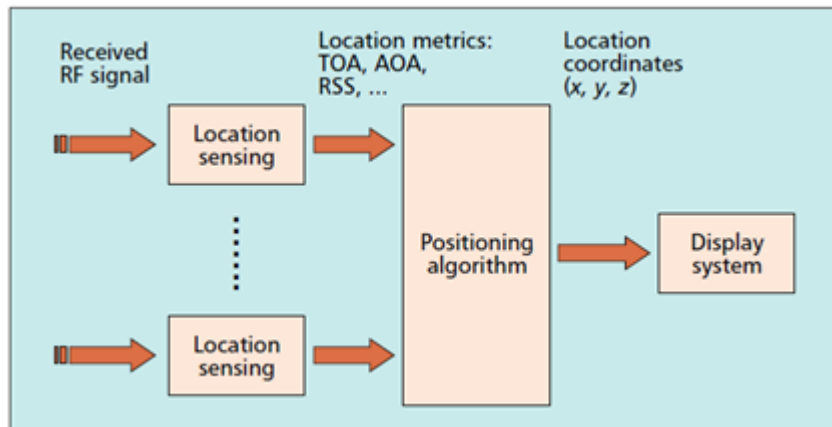 Received
RF signal
Location metrics:
TOA, AOA,
RSS, ...
Location
coordinates
(x, y, z)
Location
sensing
Positioning
algorithm
Display
system
Location
sensing